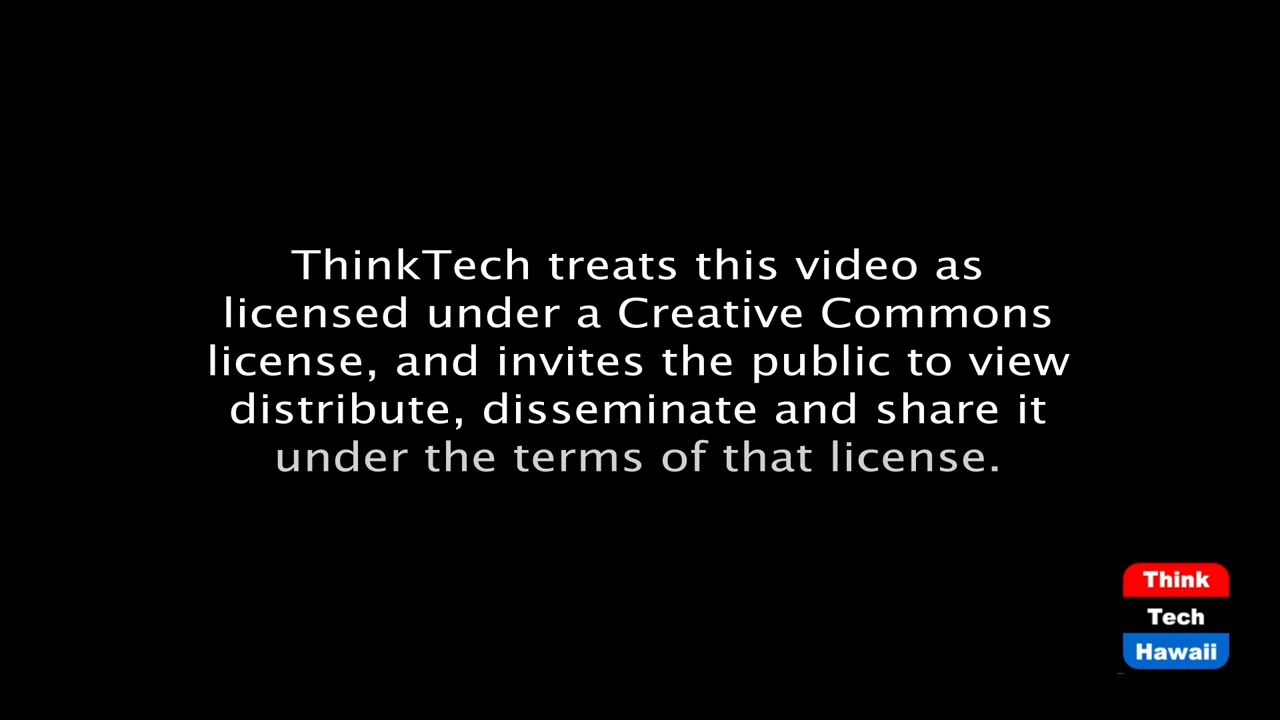 ThinkTech treats this video as
licensed under a Creative Commons
license, and invites the public to view
distribute, disseminate and share it
under the terms of that license.
Think
Tech
Hawaii